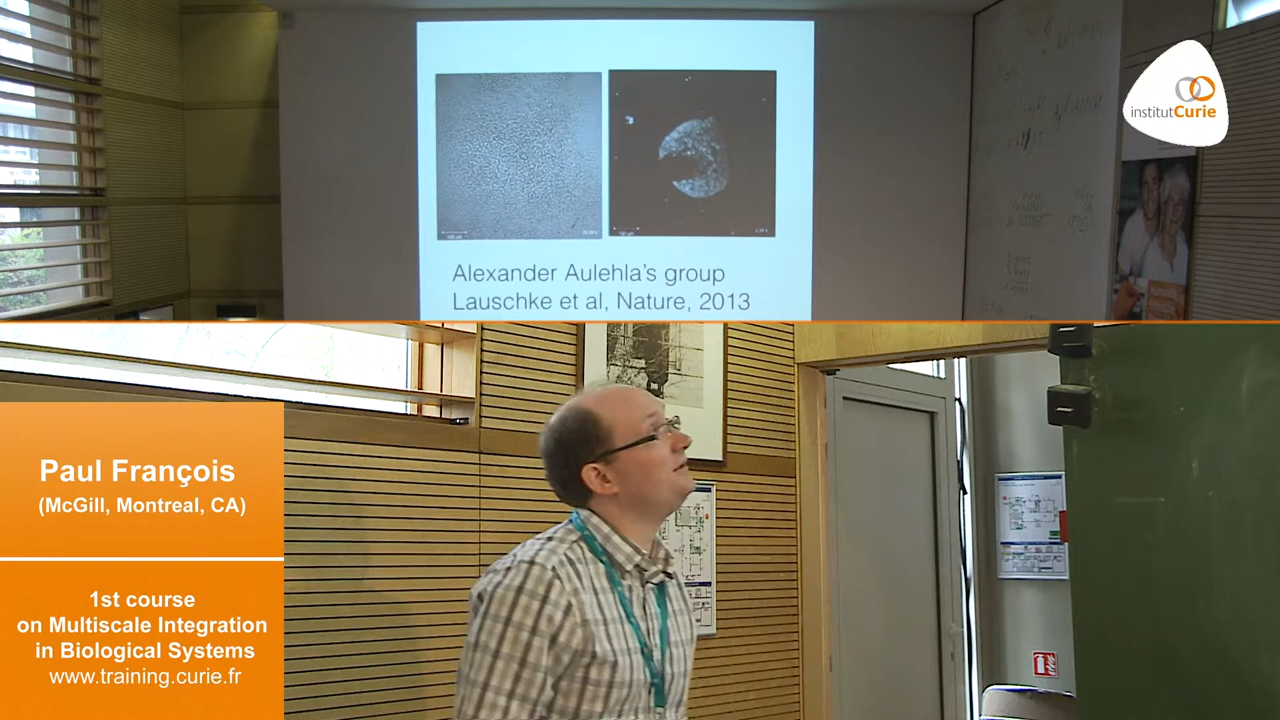 institutCurie
Alexander Aulehla's group
Lauschke et al, Nature, 2013
Paul François
(McGill, Montreal, CA)
1st course
on Multiscale Integration
in Biological Systems
www.training.curie.fr